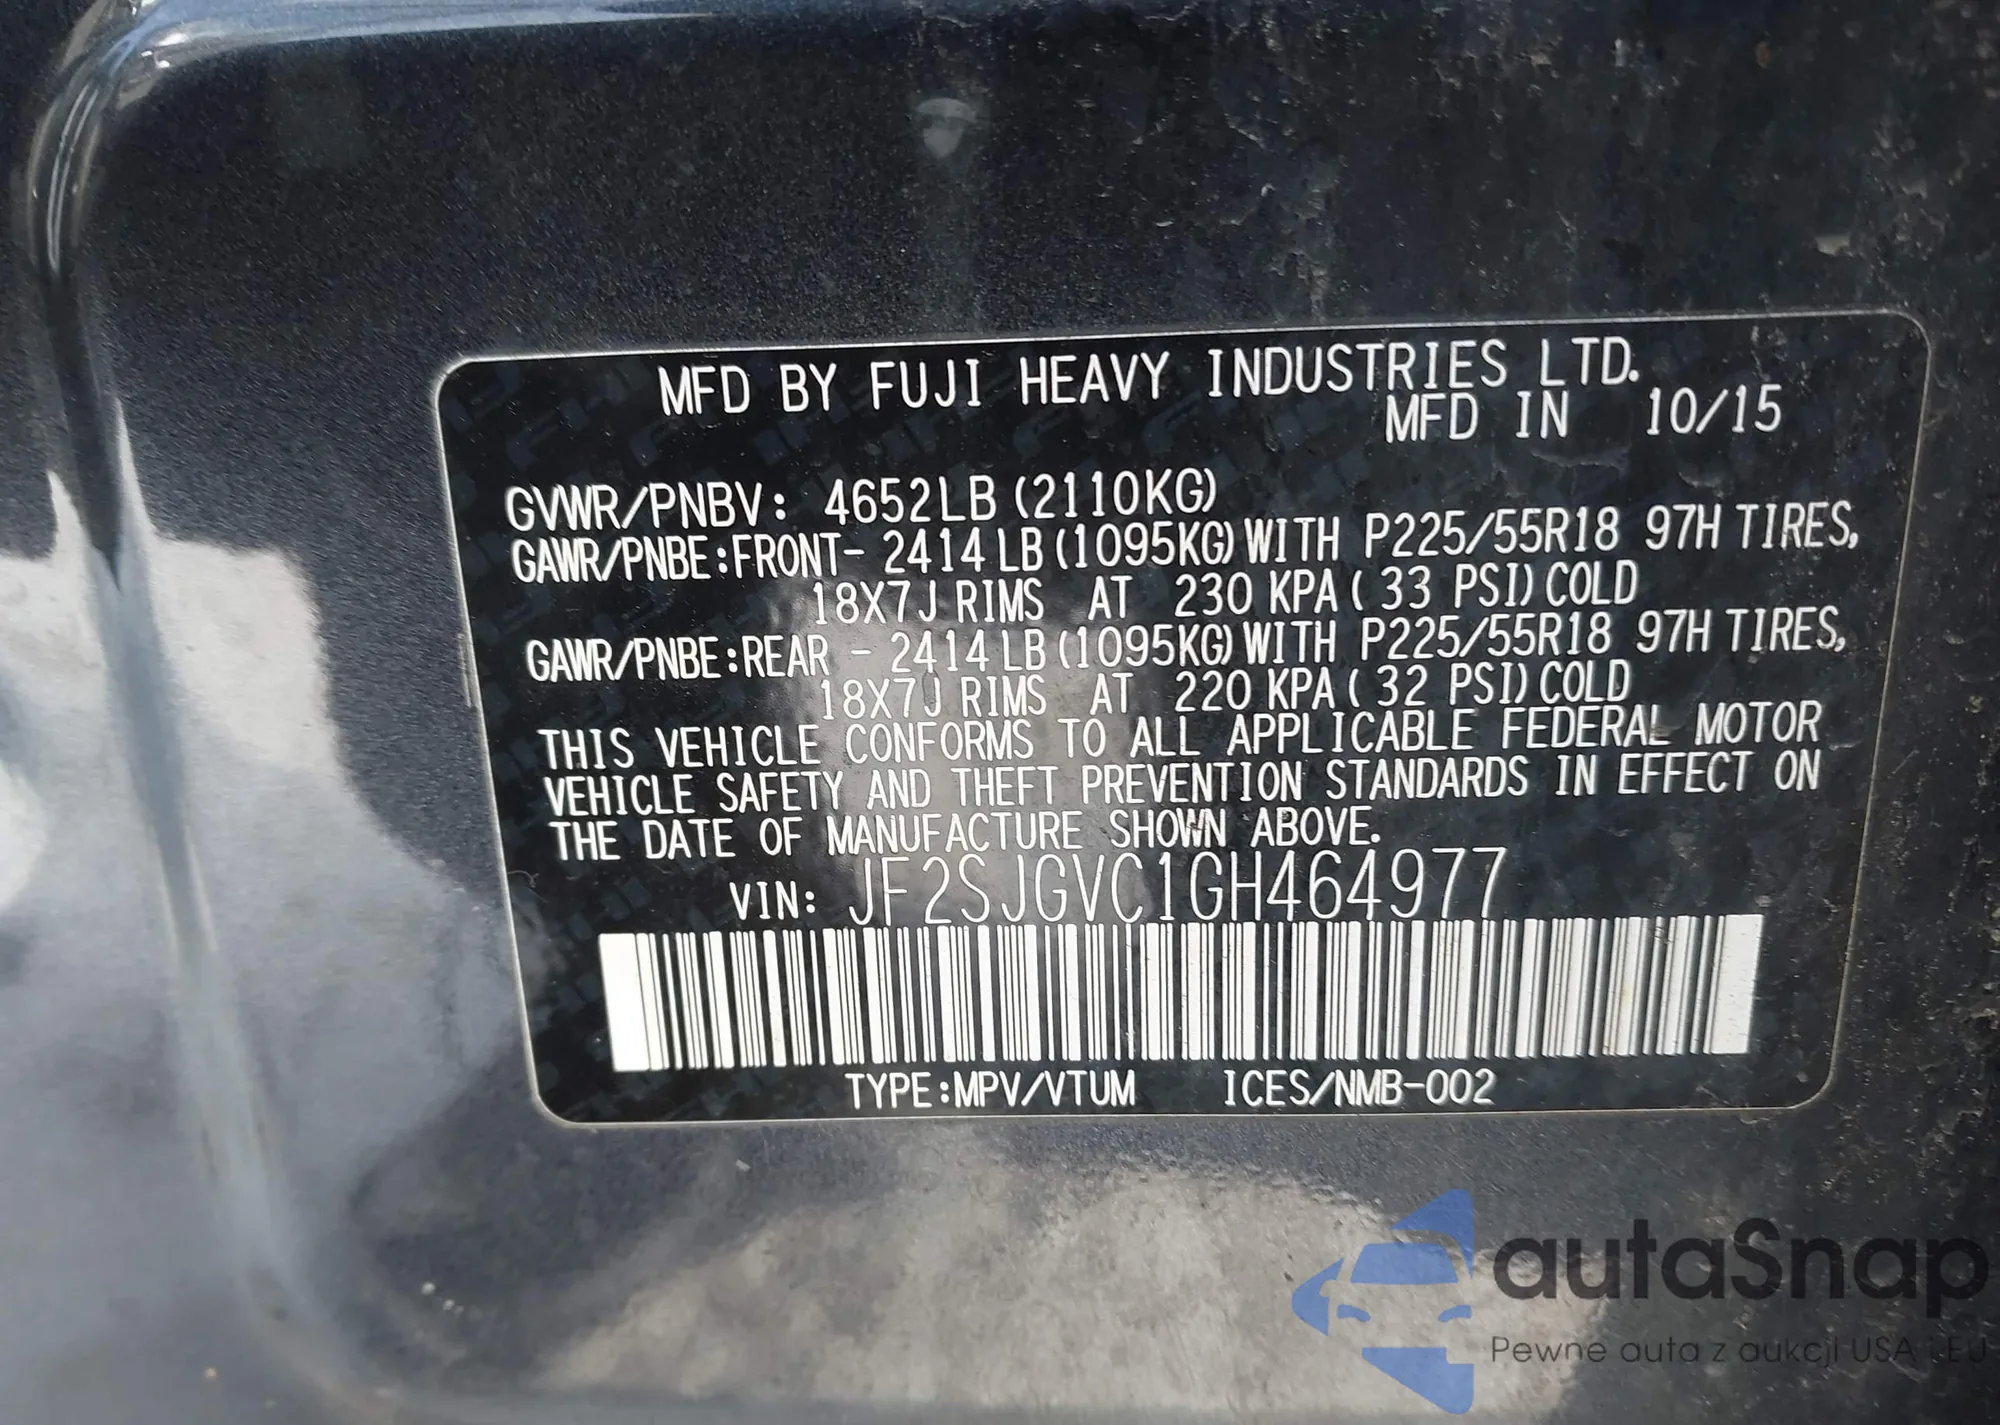 MFD BY FUJI HEAVY INDUSTRIES LTD.
MFD IN 10/15
GVWR/PNBV: 4652LB (2110KG)
GAWR/PNBE:FRONT- 2414LB (1095KG) WITH P225/55R18 97H TIRES,
18X7J RIMS AT 230 KPA ( 33 PSI) COLD
GAWR/PNBE:REAR - 2414LB (1095KG) WITH P225/55R18 97H TIRES,
18X7J RIMS AT 220 KPA ( 32 PSI) COLD
THIS VEHICLE CONFORMS TO ALL APPLICABLE FEDERAL MOTOR
VEHICLE SAFETY AND THEFT PREVENTION STANDARDS IN EFFECT ON
THE DATE OF MANUFACTURE SHOWN ABOVE.
VIN: JF2SJGVC1GH464977
TYPE:MPV/VTUM ICES/NMB-002
autaSnap
Pewne auta z aukcji USA i EU